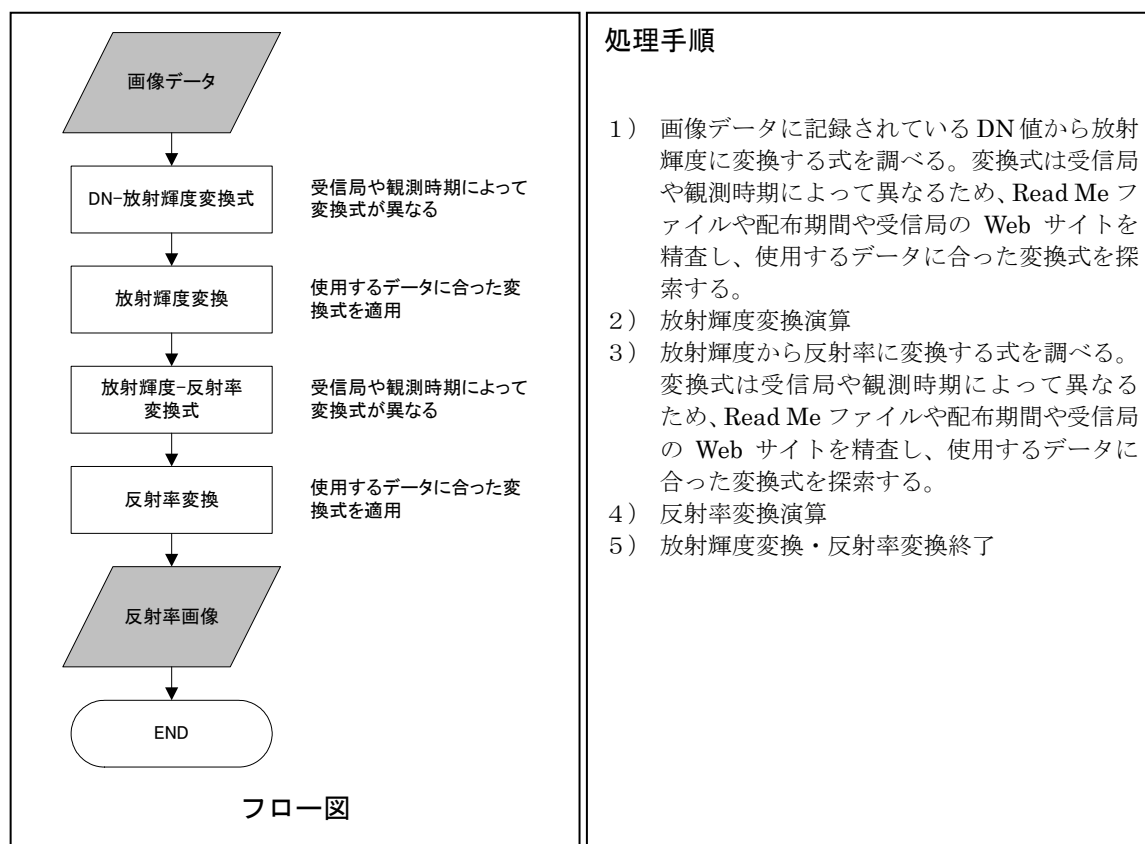 画像データ
DN-放射輝度変換式
受信局や観測時期によって
変換式が異なる
放射輝度変換
使用するデータに合った変
換式を適用
放射輝度-反射率
変換式
受信局や観測時期によって
変換式が異なる
反射率変換
使用するデータに合った変
換式を適用
反射率画像
END
フロー図
処理手順
１） 画像データに記録されている DN 値から放射
輝度に変換する式を調べる。変換式は受信局
や観測時期によって異なるため、Read Me フ
ァイルや配布期間や受信局の Web サイトを
精査し、使用するデータに合った変換式を探
索する。
２） 放射輝度変換演算
３） 放射輝度から反射率に変換する式を調べる。
変換式は受信局や観測時期によって異なる
ため、Read Me ファイルや配布期間や受信局
の Web サイトを精査し、使用するデータに
合った変換式を探索する。
４） 反射率変換演算
５） 放射輝度変換・反射率変換終了